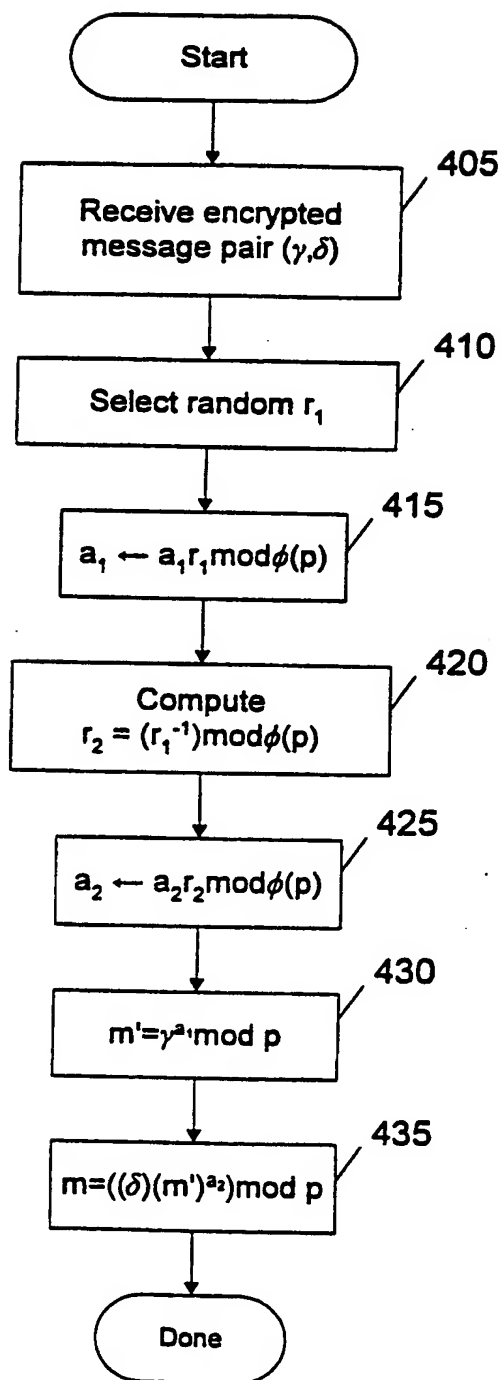 Start
405
Receive encrypted
message pair (γ,δ)
410
Select random r₁
415
a₁ ← a₁r₁modϕ(p)
420
Compute
r₂ = (r₁⁻¹)modϕ(p)
425
a₂ ← a₂r₂modϕ(p)
430
m'=γ^a₁mod p
435
m=((δ)(m')^a₂)mod p
Done